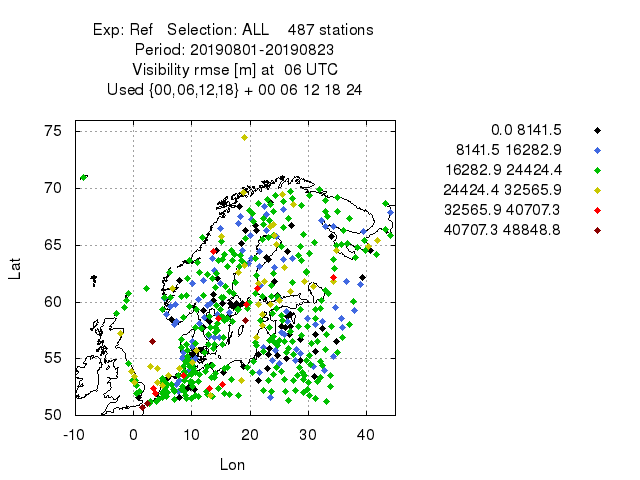 Exp: Ref   Selection: ALL    487 stations
Period: 20190801-20190823
Visibility rmse [m] at  06 UTC
Used {00,06,12,18} + 00 06 12 18 24
0.0 8141.5
8141.5 16282.9
16282.9 24424.4
24424.4 32565.9
32565.9 40707.3
40707.3 48848.8
75
70
65
60
55
50
Lat
-10 0 10 20 30 40
Lon